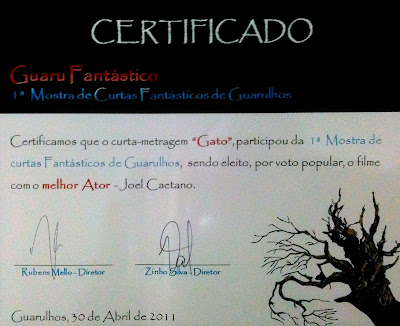 CERTIFICADO
Guaru Fantástico
1ª Mostra de Curtas Fantásticos de Guarulhos
Certificamos que o curta-metragem "Gato", participou da 1ª Mostra de
curtas Fantásticos de Guarulhos, sendo eleito, por voto popular, o filme
com o melhor Ator - Joel Caetano.
Rubens Mello - Diretor
Zinho Silva - Diretor
Guarulhos, 30 de Abril de 2011